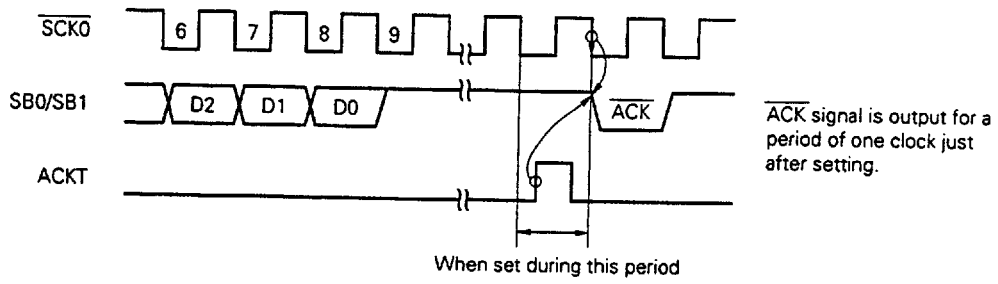 SCK0 6 7 8 9
SB0/SB1 D2 D1 D0 ACK
ACKT
ACK signal is output for a
period of one clock just
after setting.
When set during this period